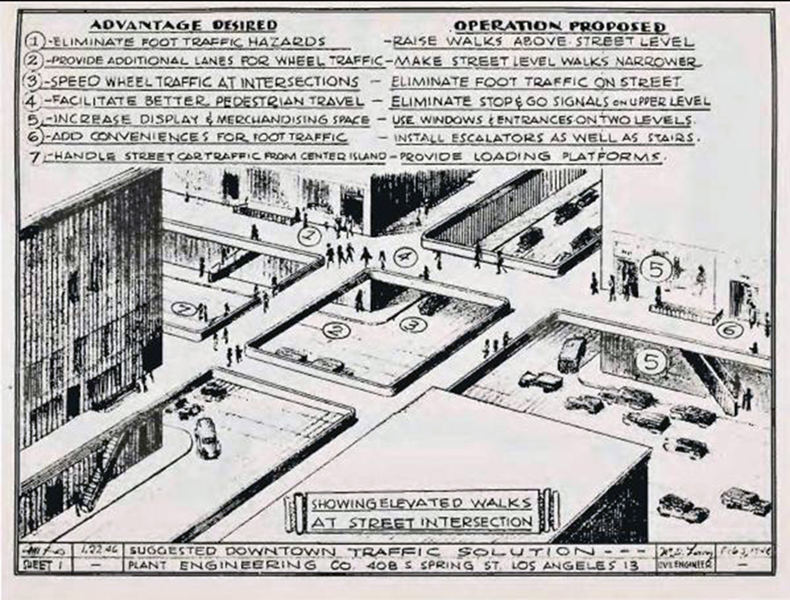 ADVANTAGE DESIRED OPERATION PROPOSED
1 -ELIMINATE FOOT TRAFFIC HAZARDS -RAISE WALKS ABOVE STREET LEVEL
2 -PROVIDE ADDITIONAL LANES FOR WHEEL TRAFFIC-MAKE STREET LEVEL WALKS NARROWER
3 -SPEED WHEEL TRAFFIC AT INTERSECTIONS - ELIMINATE FOOT TRAFFIC ON STREET
4 -FACILITATE BETTER PEDESTRIAN TRAVEL - ELIMINATE STOP & GO SIGNALS ON UPPER LEVEL
5 -INCREASE DISPLAY & MERCHANDISING SPACE - USE WINDOWS & ENTRANCES ON TWO LEVELS.
6 -ADD CONVENIENCES FOR FOOT TRAFFIC - INSTALL ESCALATORS AS WELL AS STAIRS.
7 -HANDLE STREET CAR TRAFFIC FROM CENTER ISLAND-PROVIDE LOADING PLATFORMS.
1
4
5
7
2
3
6
5
SHOWING ELEVATED WALKS
AT STREET INTERSECTION
1.22.46 SUGGESTED DOWNTOWN TRAFFIC SOLUTION ---
SHEET 1 - PLANT ENGINEERING CO. 408 S SPRING ST. LOS ANGELES 13 CIVIL ENGINEER -